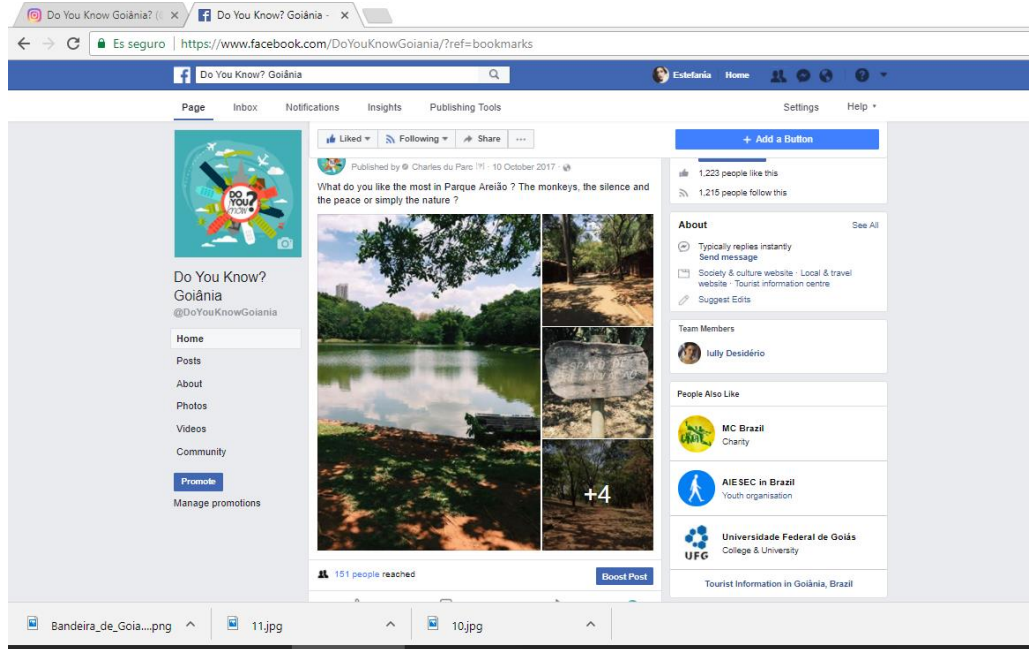 Do You Know Goiânia? (
Do You Know? Goiânia -
Es seguro
https://www.facebook.com/DoYouKnowGoiania/?ref=bookmarks
Do You Know? Goiânia
Estefania
Home
Page
Inbox
Notifications
Insights
Publishing Tools
Settings
Help
Liked
Following
Share
+ Add a Button
DO
YOU
KNOW
?
Do You Know?
Goiânia
@DoYouKnowGoiania
Home
Posts
About
Photos
Videos
Community
Promote
Manage promotions
Published by Charles du Parc [?] · 10 October 2017 ·
What do you like the most in Parque Areião ? The monkeys, the silence and
the peace or simply the nature ?
+4
151 people reached
Boost Post
1,223 people like this
1,215 people follow this
About
See All
Typically replies instantly
Send message
Society & culture website · Local & travel
website · Tourist information centre
Suggest Edits
Team Members
Iully Desidério
People Also Like
MC Brazil
Charity
AIESEC in Brazil
Youth organisation
UFG
Universidade Federal de Goiás
College & University
Tourist Information in Goiânia, Brazil
Bandeira_de_Goia....png
11.jpg
10.jpg